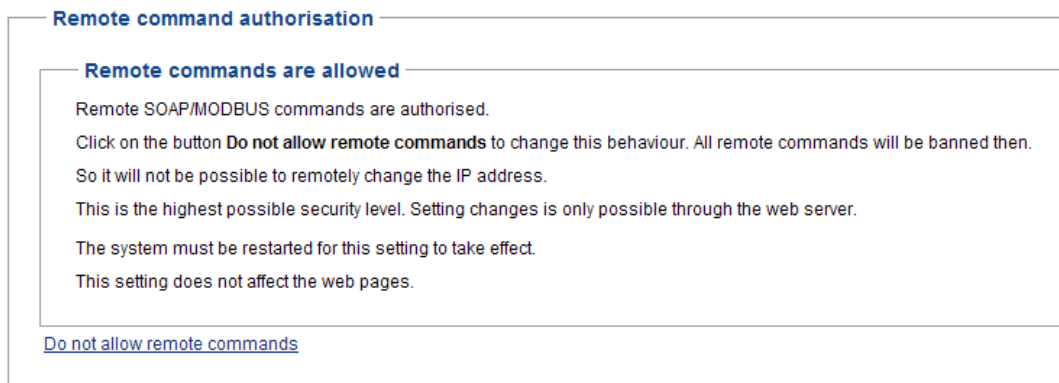 Remote command authorisation
Remote commands are allowed
Remote SOAP/MODBUS commands are authorised.
Click on the button Do not allow remote commands to change this behaviour. All remote commands will be banned then.
So it will not be possible to remotely change the IP address.
This is the highest possible security level. Setting changes is only possible through the web server.
The system must be restarted for this setting to take effect.
This setting does not affect the web pages.
Do not allow remote commands